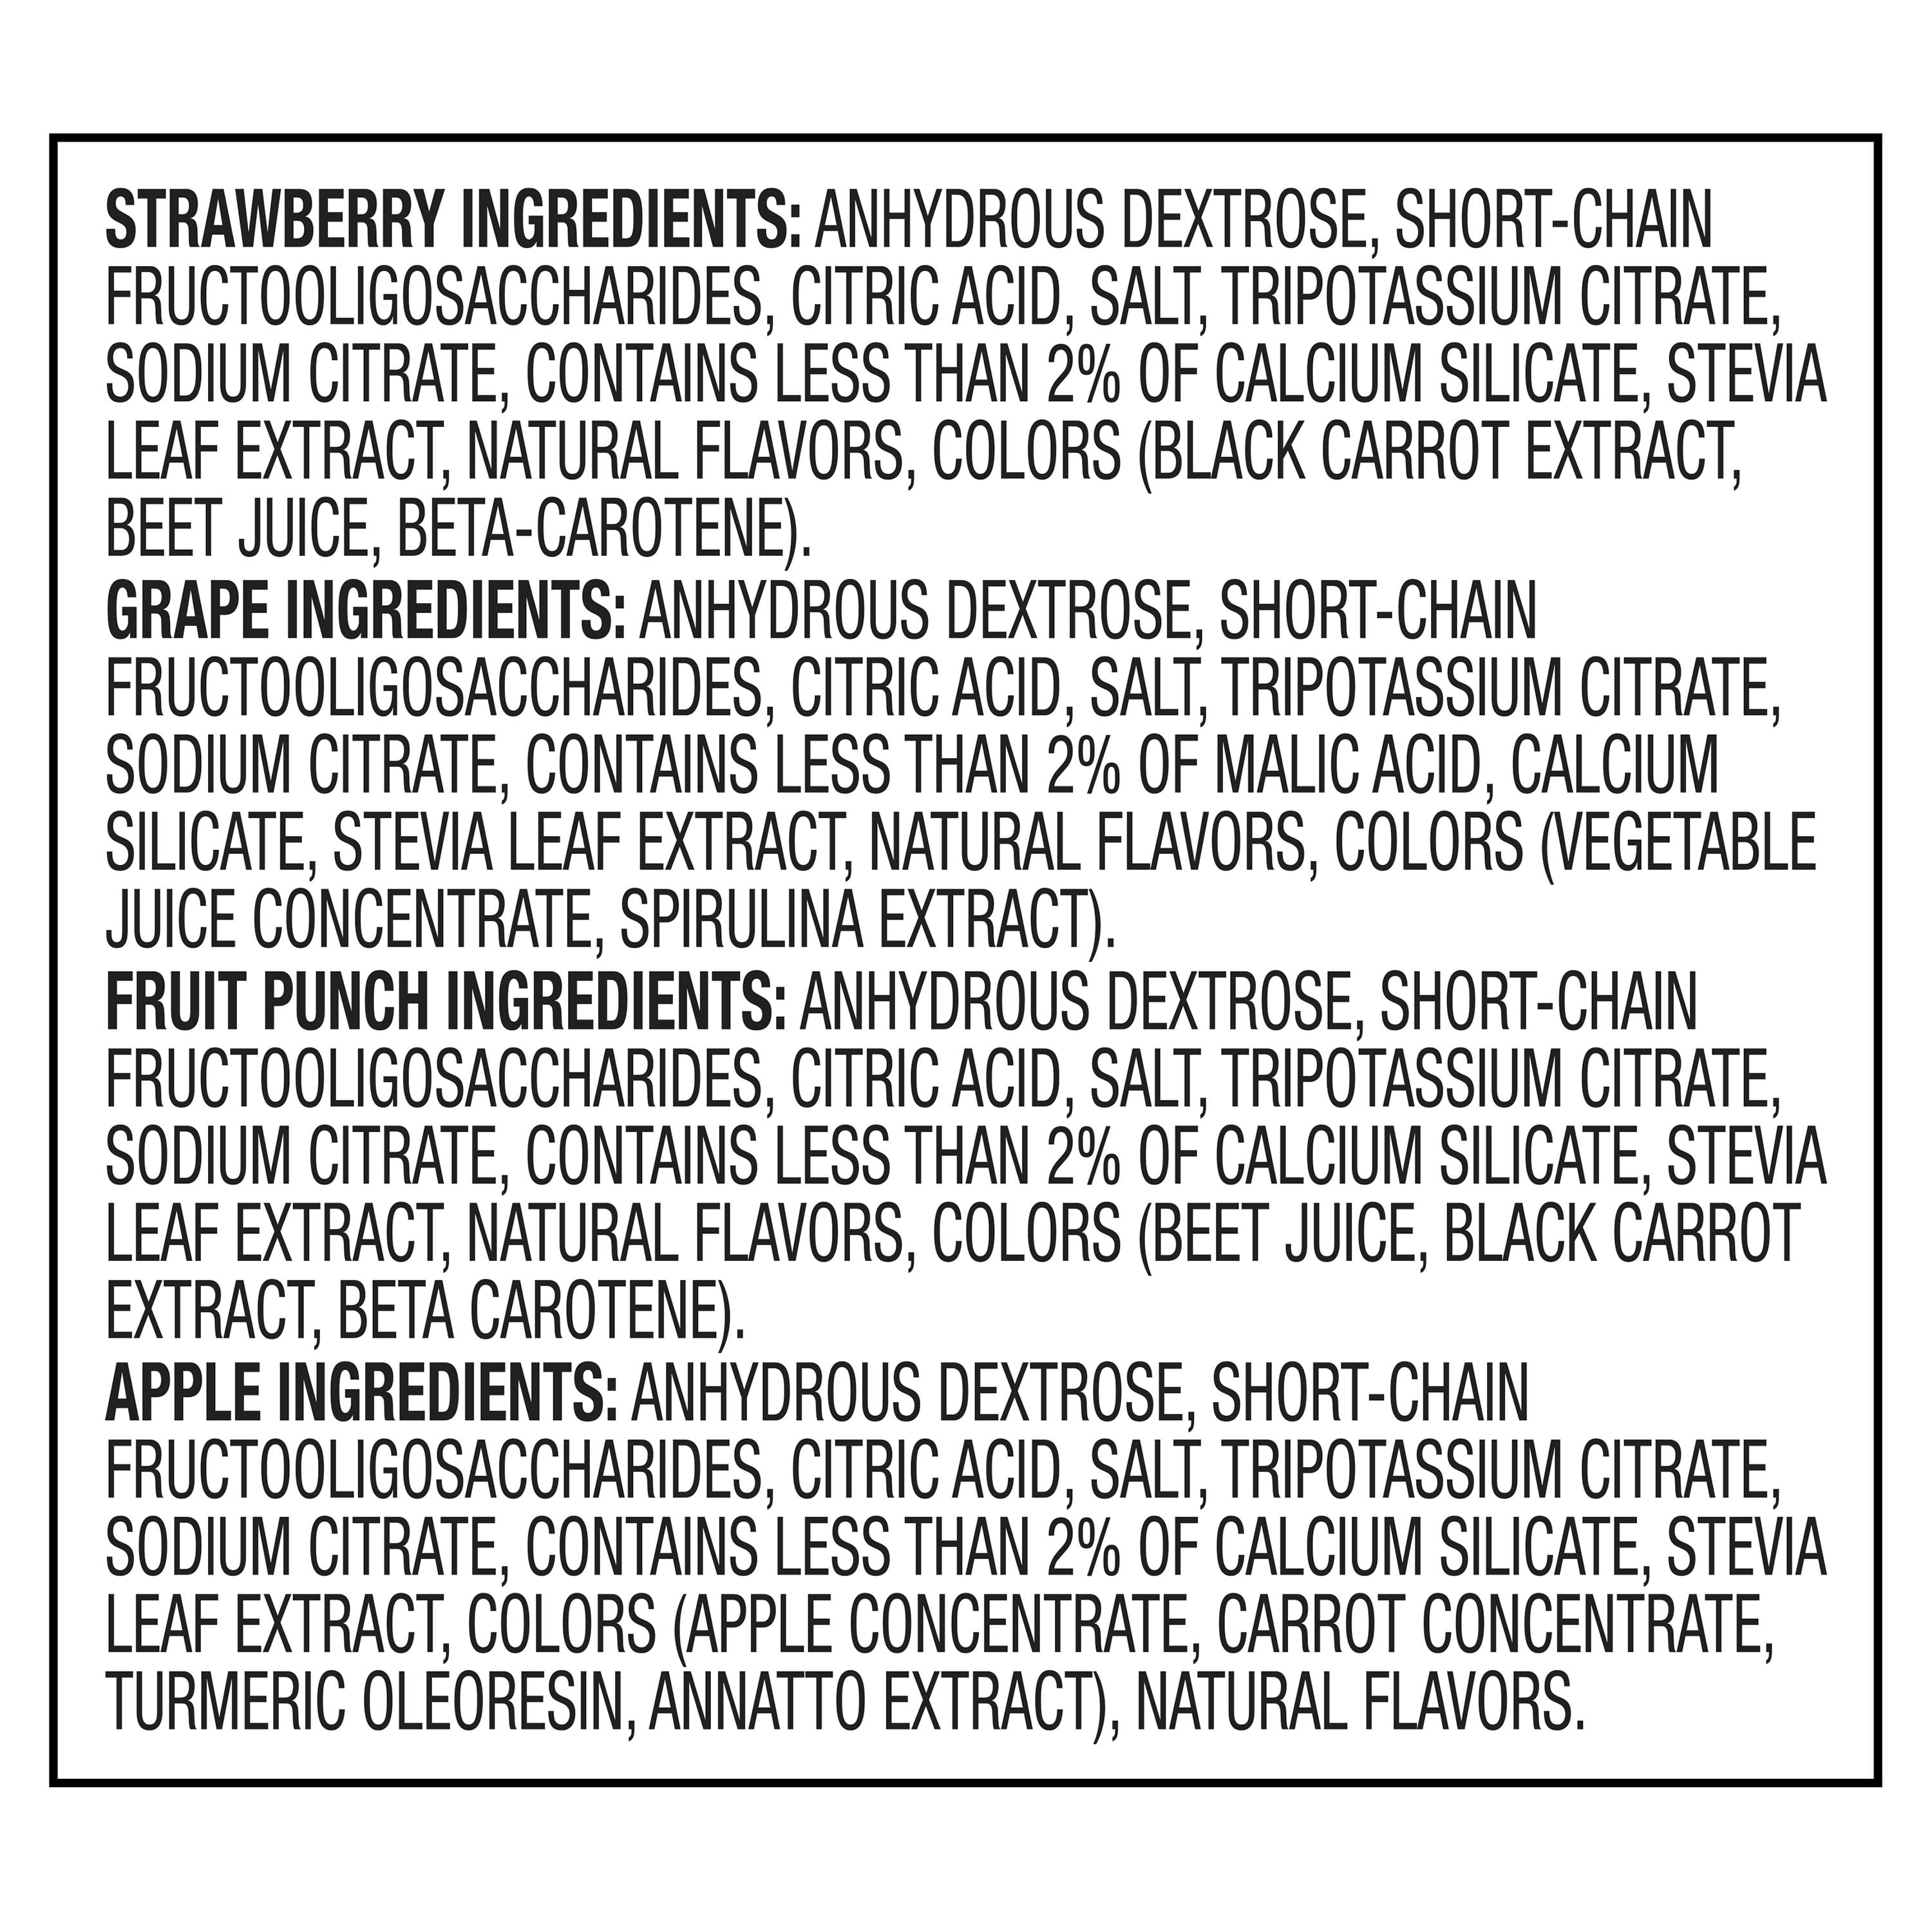 STRAWBERRY INGREDIENTS: ANHYDROUS DEXTROSE, SHORT-CHAIN
FRUCTOOLIGOSACCHARIDES, CITRIC ACID, SALT, TRIPOTASSIUM CITRATE,
SODIUM CITRATE, CONTAINS LESS THAN 2% OF CALCIUM SILICATE, STEVIA
LEAF EXTRACT, NATURAL FLAVORS, COLORS (BLACK CARROT EXTRACT,
BEET JUICE, BETA-CAROTENE).
GRAPE INGREDIENTS: ANHYDROUS DEXTROSE, SHORT-CHAIN
FRUCTOOLIGOSACCHARIDES, CITRIC ACID, SALT, TRIPOTASSIUM CITRATE,
SODIUM CITRATE, CONTAINS LESS THAN 2% OF MALIC ACID, CALCIUM
SILICATE, STEVIA LEAF EXTRACT, NATURAL FLAVORS, COLORS (VEGETABLE
JUICE CONCENTRATE, SPIRULINA EXTRACT).
FRUIT PUNCH INGREDIENTS: ANHYDROUS DEXTROSE, SHORT-CHAIN
FRUCTOOLIGOSACCHARIDES, CITRIC ACID, SALT, TRIPOTASSIUM CITRATE,
SODIUM CITRATE, CONTAINS LESS THAN 2% OF CALCIUM SILICATE, STEVIA
LEAF EXTRACT, NATURAL FLAVORS, COLORS (BEET JUICE, BLACK CARROT
EXTRACT, BETA CAROTENE).
APPLE INGREDIENTS: ANHYDROUS DEXTROSE, SHORT-CHAIN
FRUCTOOLIGOSACCHARIDES, CITRIC ACID, SALT, TRIPOTASSIUM CITRATE,
SODIUM CITRATE, CONTAINS LESS THAN 2% OF CALCIUM SILICATE, STEVIA
LEAF EXTRACT, COLORS (APPLE CONCENTRATE, CARROT CONCENTRATE,
TURMERIC OLEORESIN, ANNATTO EXTRACT), NATURAL FLAVORS.